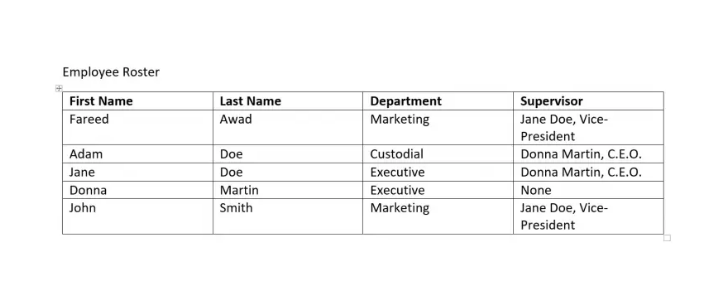 Employee Roster
First Name Last Name Department Supervisor
Fareed Awad Marketing Jane Doe, Vice-
President
Adam Doe Custodial Donna Martin, C.E.O.
Jane Doe Executive Donna Martin, C.E.O.
Donna Martin Executive None
John Smith Marketing Jane Doe, Vice-
President